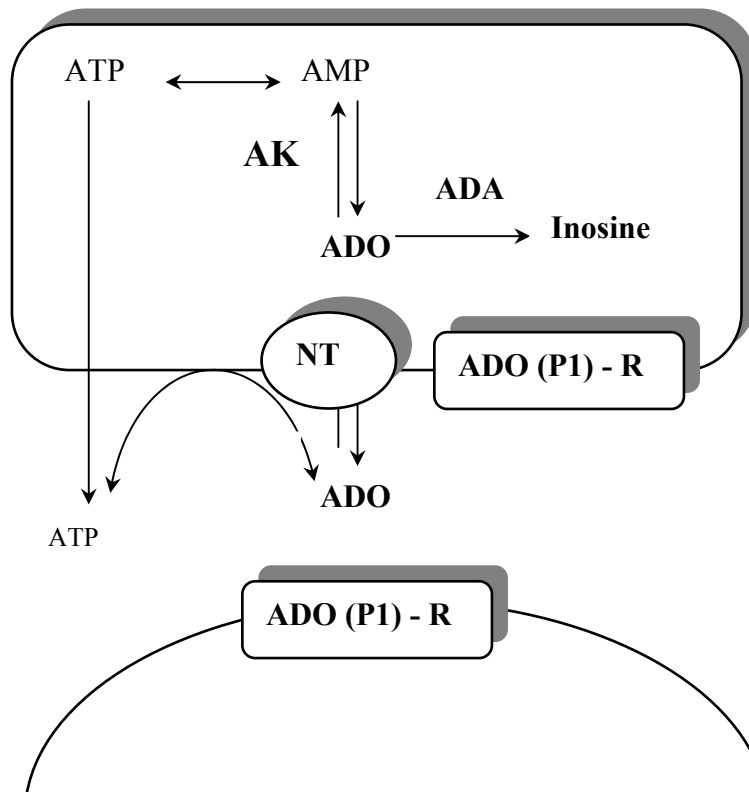 ATP AMP
AK
ADA
ADO Inosine
NT ADO (P1) - R
ADO
ATP
ADO (P1) - R